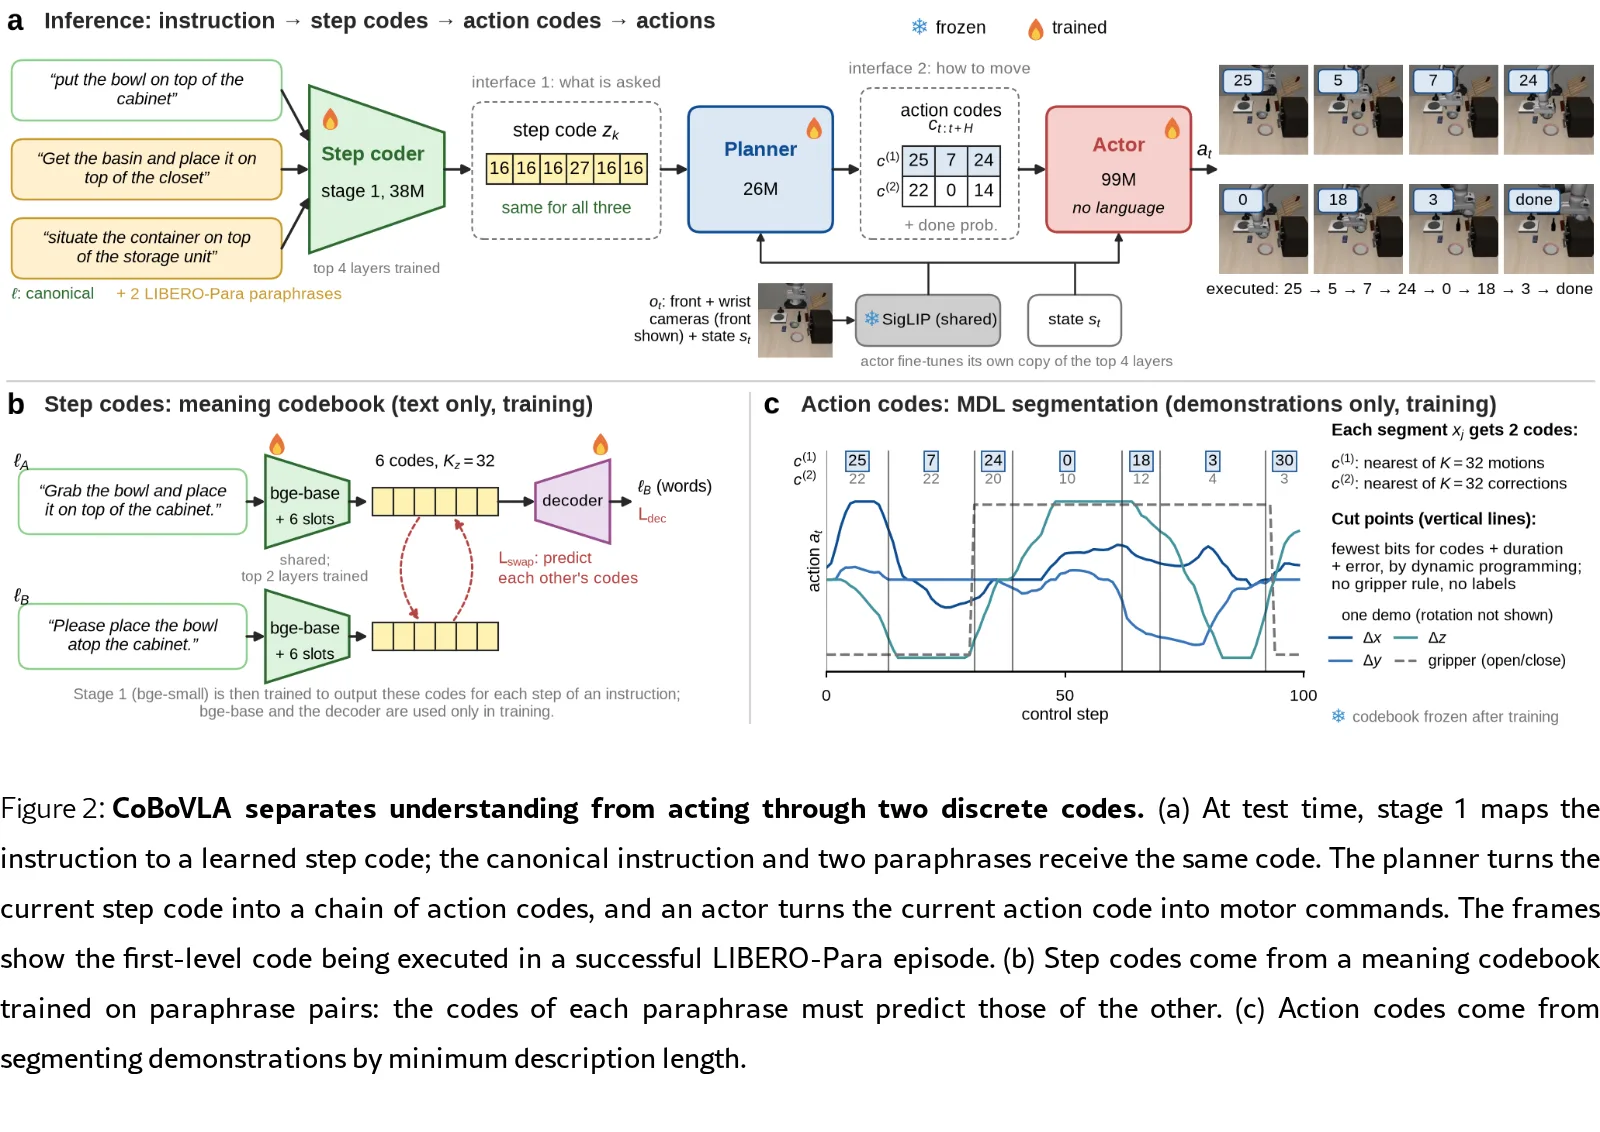 a Inference: instruction → step codes → action codes → actions
❄ frozen 🔥 trained
“put the bowl on top of the
cabinet”
“Get the basin and place it on
top of the closet”
“situate the container on top
of the storage unit”
ℓ: canonical + 2 LIBERO-Para paraphrases
Step coder
stage 1, 38M
top 4 layers trained
interface 1: what is asked
step code zₖ
16 16 16 27 16 16
same for all three
Planner
26M
interface 2: how to move
action codes
c_{t:t+H}
c⁽¹⁾ 25 7 24
c⁽²⁾ 22 0 14
+ done prob.
Actor
99M
no language
aₜ
25 5 7 24
0 18 3 done
executed: 25 → 5 → 7 → 24 → 0 → 18 → 3 → done
oₜ: front + wrist
cameras (front
shown) + state sₜ
❄ SigLIP (shared)
state sₜ
actor fine-tunes its own copy of the top 4 layers
b Step codes: meaning codebook (text only, training)
ℓ_A
“Grab the bowl and place
it on top of the cabinet.”
bge-base
+ 6 slots
6 codes, K_z = 32
decoder
ℓ_B (words)
L_dec
shared;
top 2 layers trained
L_swap: predict
each other's codes
ℓ_B
“Please place the bowl
atop the cabinet.”
bge-base
+ 6 slots
Stage 1 (bge-small) is then trained to output these codes for each step of an instruction;
bge-base and the decoder are used only in training.
c Action codes: MDL segmentation (demonstrations only, training)
c⁽¹⁾ 25 7 24 0 18 3 30
c⁽²⁾ 22 22 20 10 12 4 3
action aₜ
0 50 100
control step
Each segment xⱼ gets 2 codes:
c⁽¹⁾: nearest of K = 32 motions
c⁽²⁾: nearest of K = 32 corrections
Cut points (vertical lines):
fewest bits for codes + duration
+ error, by dynamic programming;
no gripper rule, no labels
one demo (rotation not shown)
Δx Δz
Δy gripper (open/close)
❄ codebook frozen after training
Figure 2: CoBoVLA separates understanding from acting through two discrete codes. (a) At test time, stage 1 maps the
instruction to a learned step code; the canonical instruction and two paraphrases receive the same code. The planner turns the
current step code into a chain of action codes, and an actor turns the current action code into motor commands. The frames
show the first-level code being executed in a successful LIBERO-Para episode. (b) Step codes come from a meaning codebook
trained on paraphrase pairs: the codes of each paraphrase must predict those of the other. (c) Action codes come from
segmenting demonstrations by minimum description length.